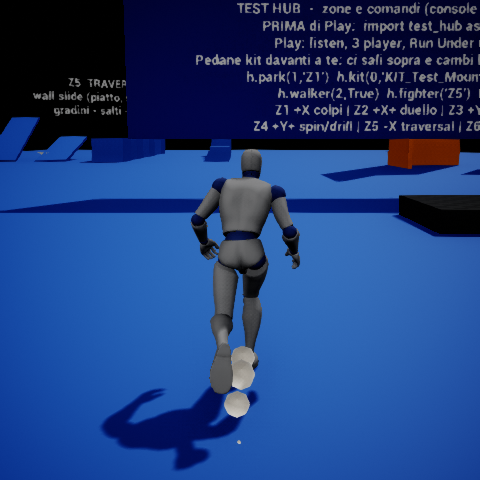 TEST HUB - zone e comandi (console
PRIMA di Play: import test_hub as
Play: listen, 3 player, Run Under
Pedane kit davanti a te: ci sali sopra e cambi
h.park(1,'Z1') h.kit(0,'KIT_Test_Moun
h.walker(2,True) h.fighter('Z5')
Z1 +X colpi | Z2 +X+ duello | Z3 +Y
Z4 +Y+ spin/drift | Z5 -X traversal | Z6
Z5 TRAVER
wall slide (piatto,
gradini - salti